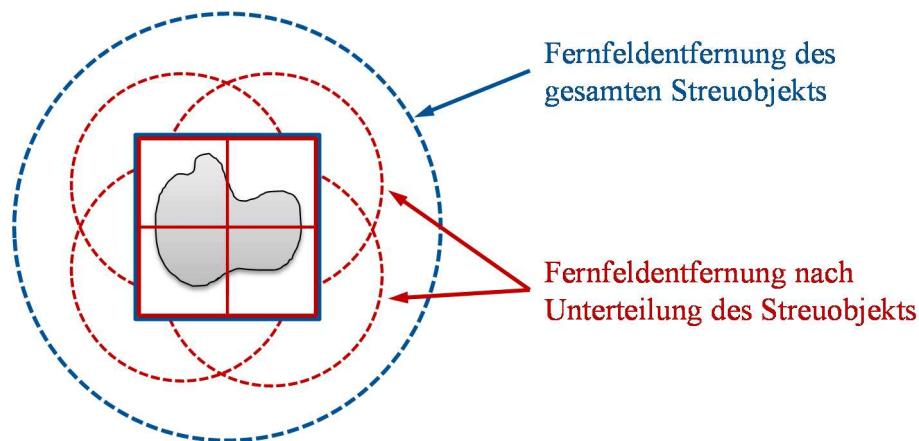 Fernfeldentfernung des
gesamten Streuobjekts
Fernfeldentfernung nach
Unterteilung des Streuobjekts